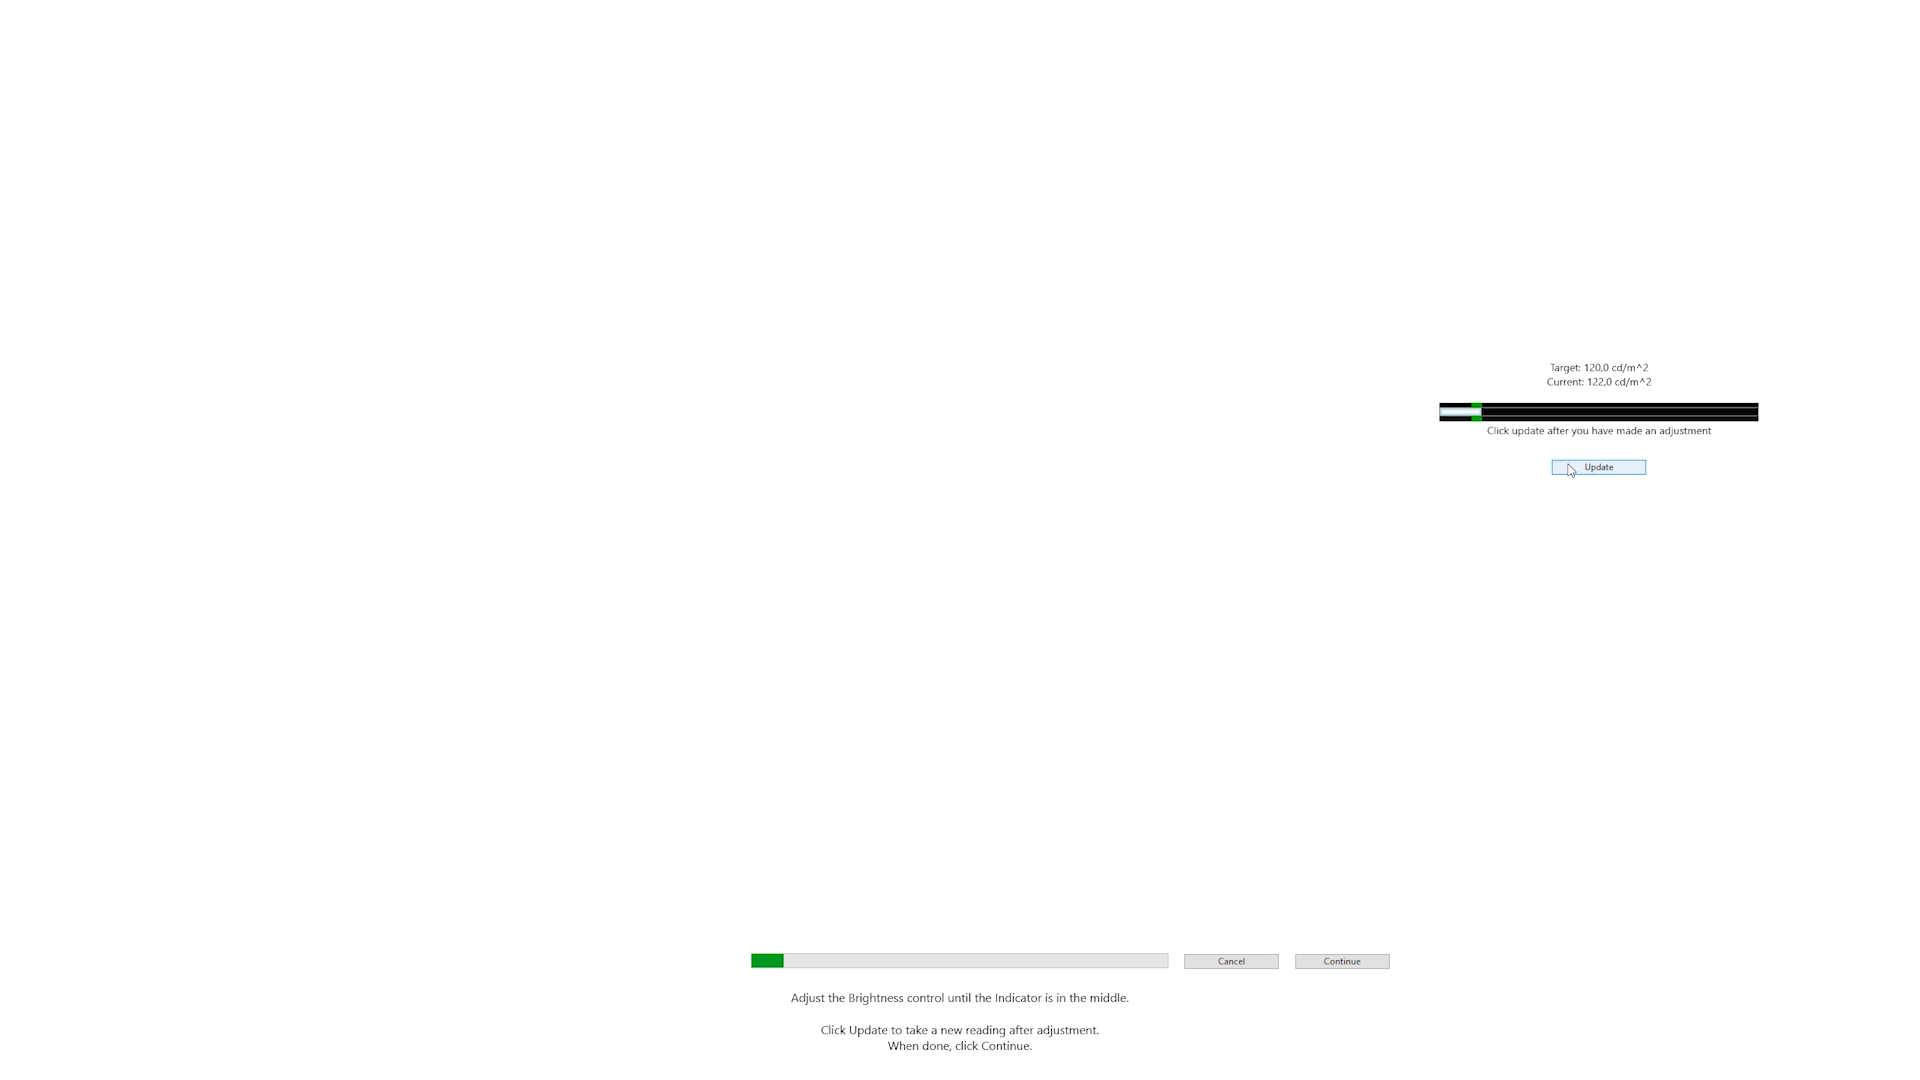 Target: 120,0 cd/m^2
Current: 122,0 cd/m^2
Click update after you have made an adjustment
Update
Cancel
Continue
Adjust the Brightness control until the Indicator is in the middle.
Click Update to take a new reading after adjustment.
When done, click Continue.